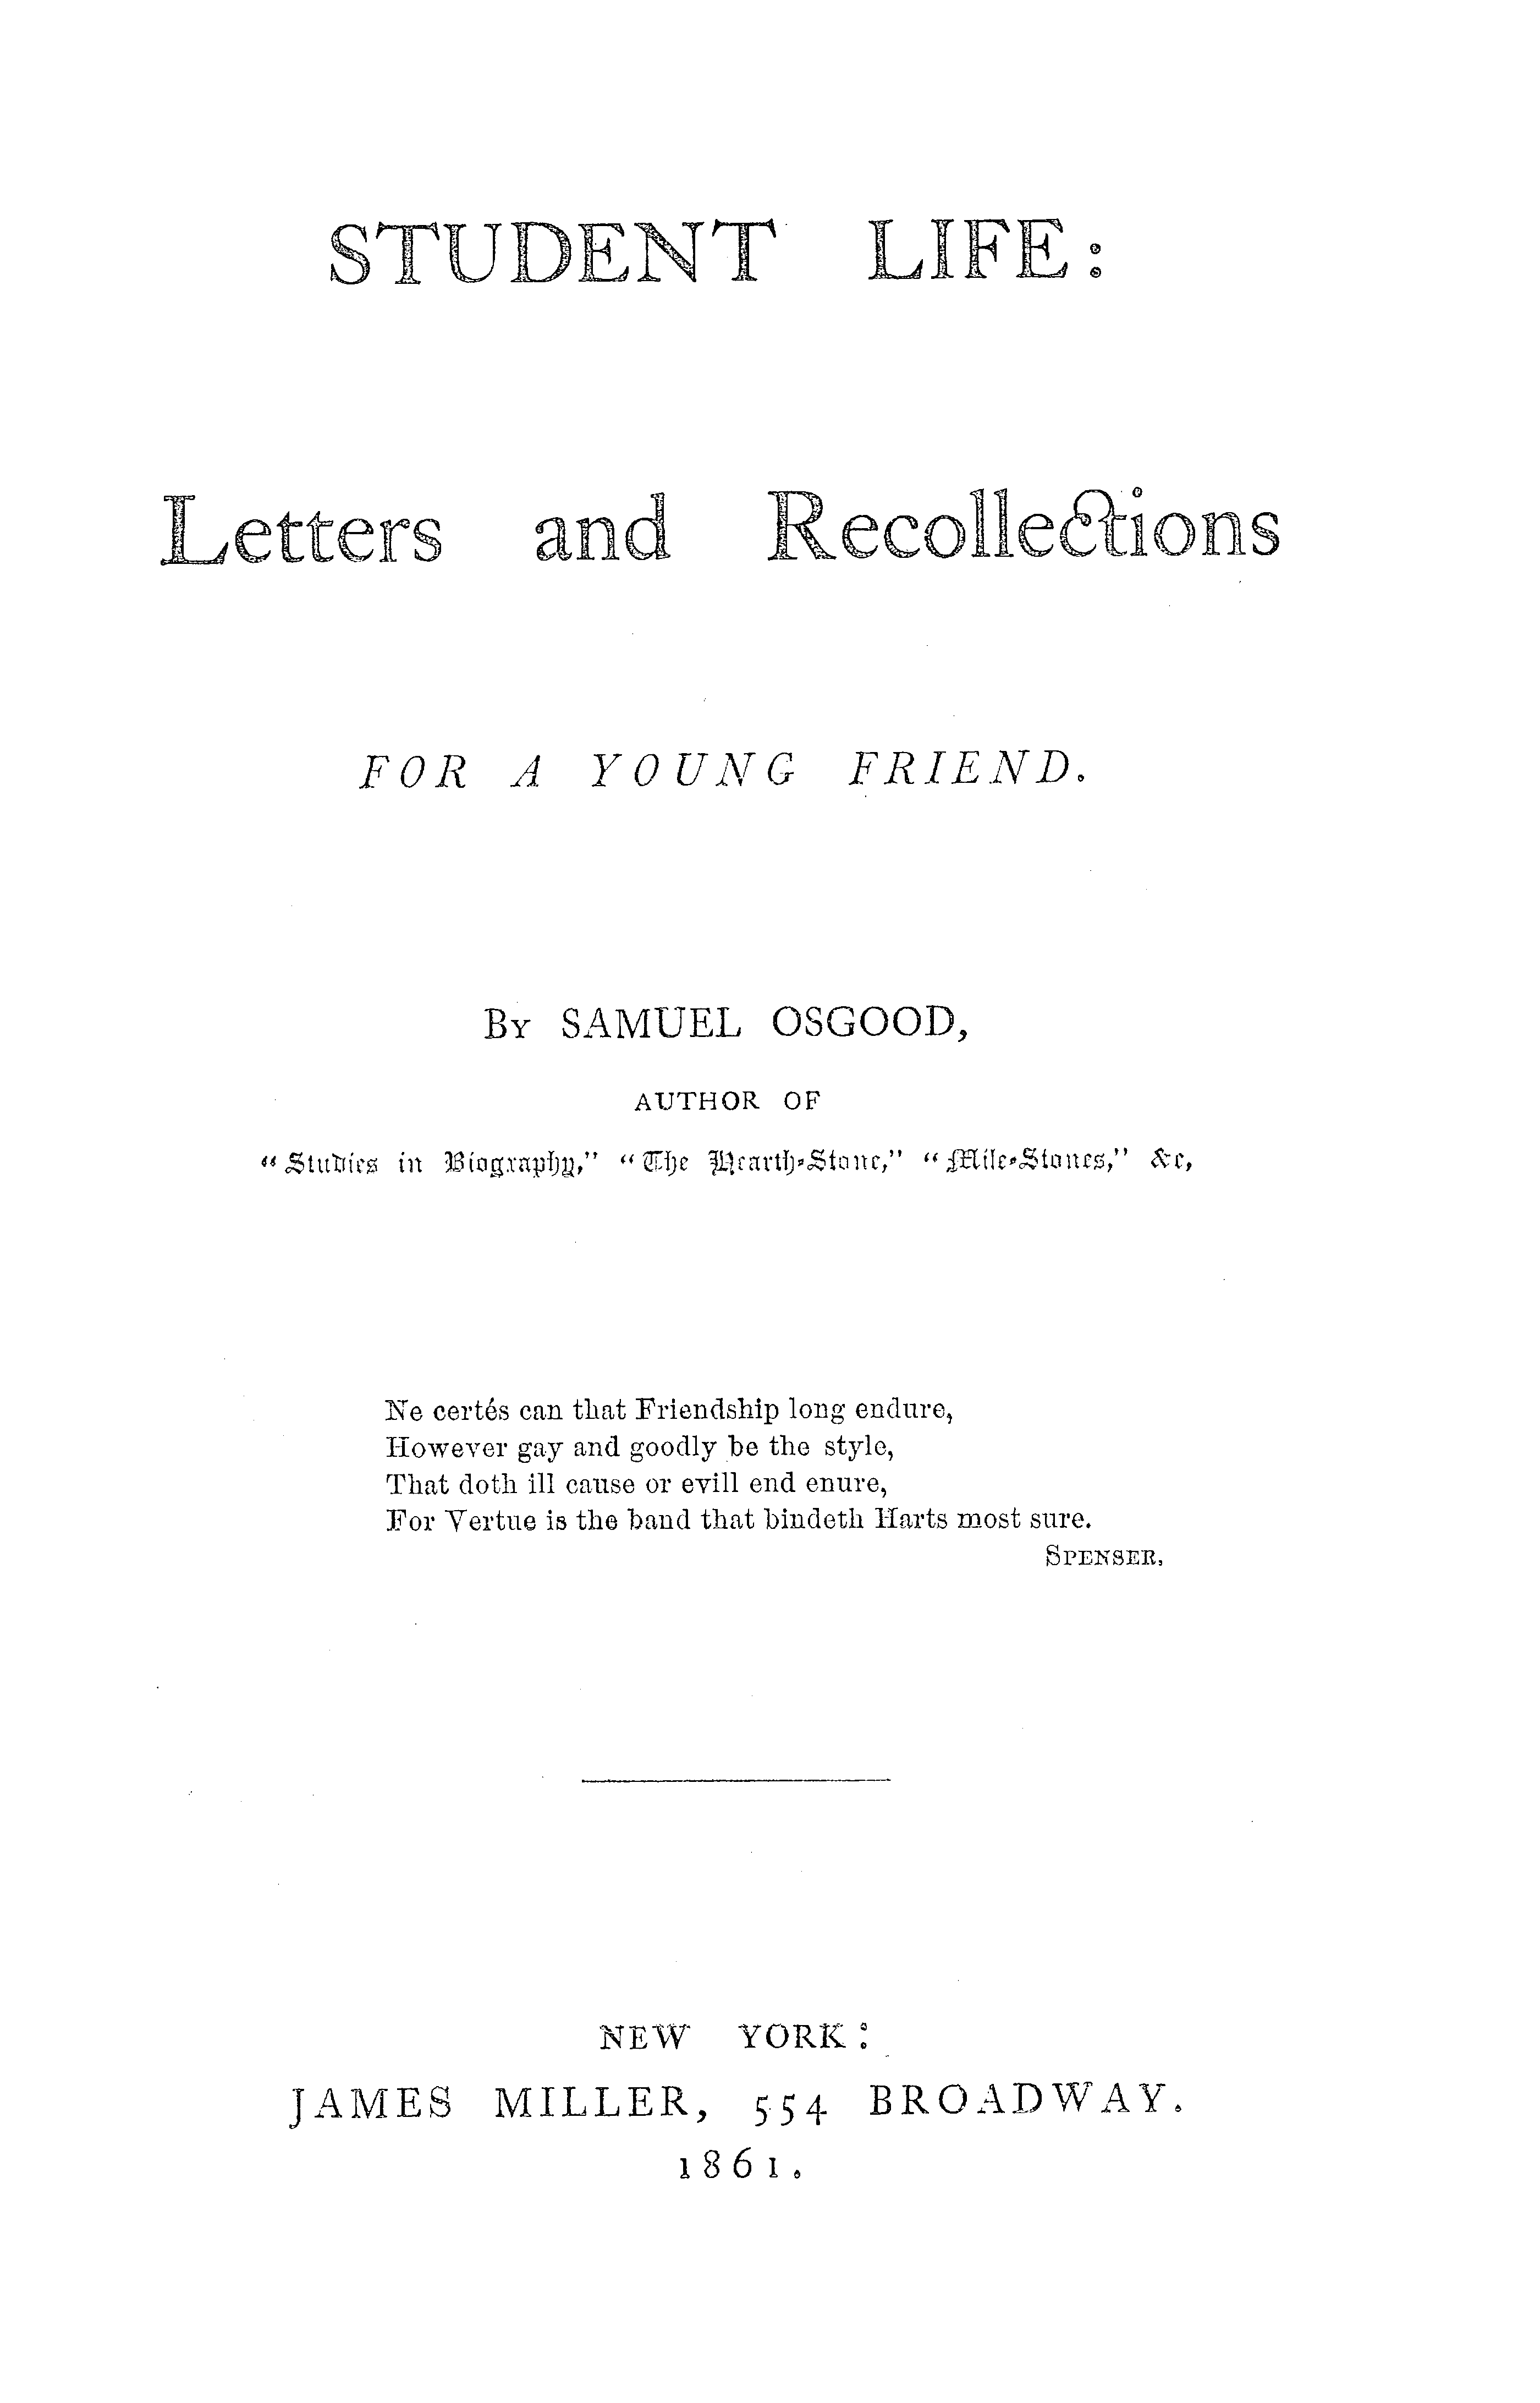 STUDENT LIFE:
Letters and Recollections
FOR A YOUNG FRIEND.
By SAMUEL OSGOOD,
AUTHOR OF
“Studies in Biography,” “The Hearth-Stone,” “Mile-Stones,” &c,
Ne certés can that Friendship long endure,
However gay and goodly be the style,
That doth ill cause or evill end enure,
For Vertue is the band that bindeth Harts most sure.
Spenser,
NEW YORK:
JAMES MILLER, 554 BROADWAY.
1861.